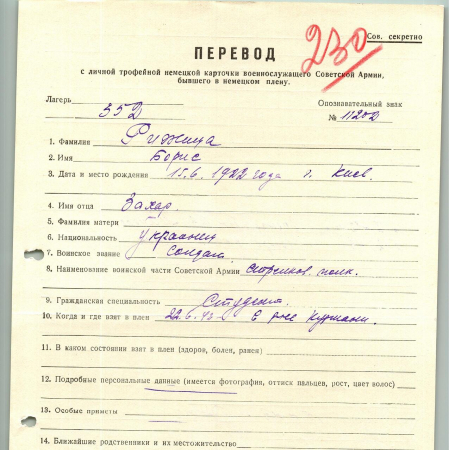 230
Сов. секретно
ПЕРЕВОД
с личной трофейной немецкой карточки военнослужащего Советской Армии,
бывшего в немецком плену.
Лагерь Опознавательный знак
352 № 11202
1. Фамилия
2. Имя Борис
3. Дата и место рождения 15.6.1922 года г. Киев.
4. Имя отца Захар.
5. Фамилия матери
6. Национальность украинец
7. Воинское звание солдат.
8. Наименование воинской части Советской Армии стрелков. полк.
9. Гражданская специальность Студент.
10. Когда и где взят в плен
11. В каком состоянии взят в плен (здоров, болен, ранен)
12. Подробные персональные данные (имеется фотография, оттиск пальцев, рост, цвет волос)
13. Особые приметы
14. Ближайшие родственники и их местожительство